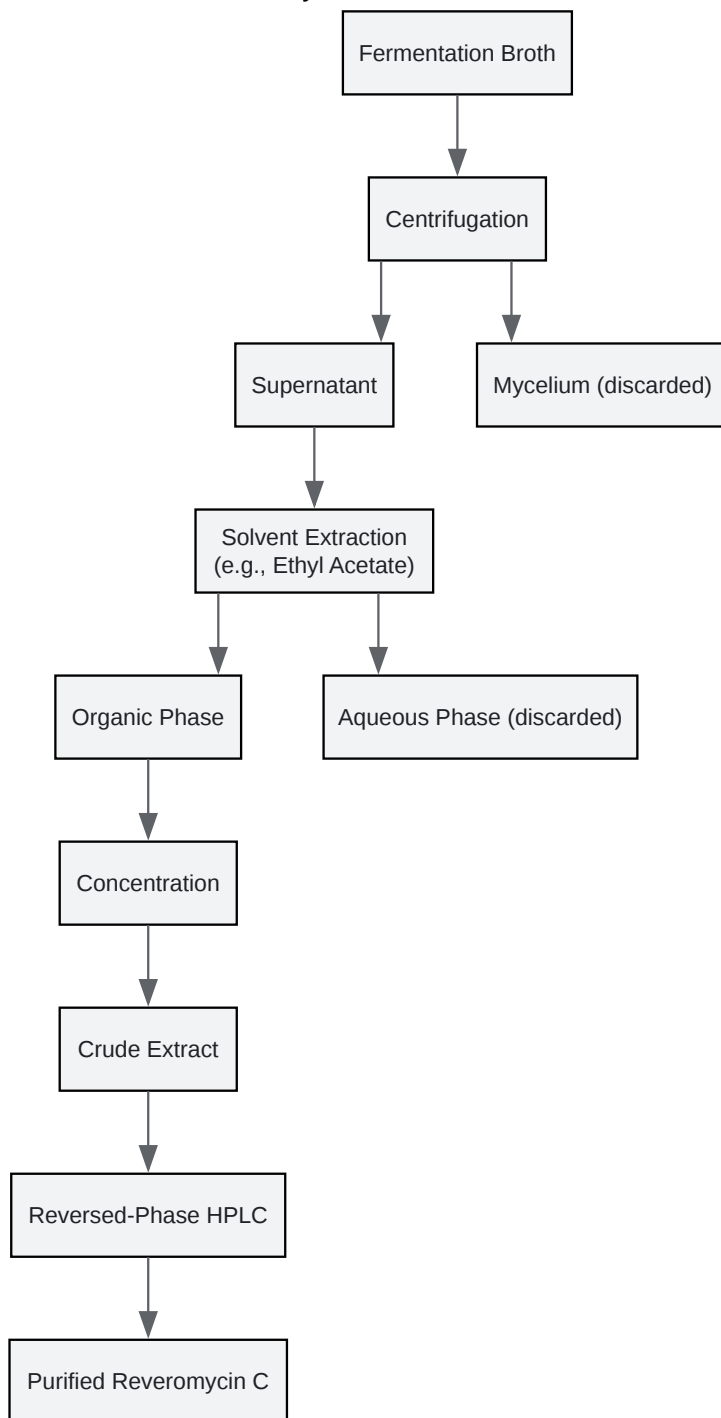 Fermentation Broth
Centrifugation
Supernatant
Mycelium (discarded)
Solvent Extraction
(e.g., Ethyl Acetate)
Organic Phase
Aqueous Phase (discarded)
Concentration
Crude Extract
Reversed-Phase HPLC
Purified Reveromycin C